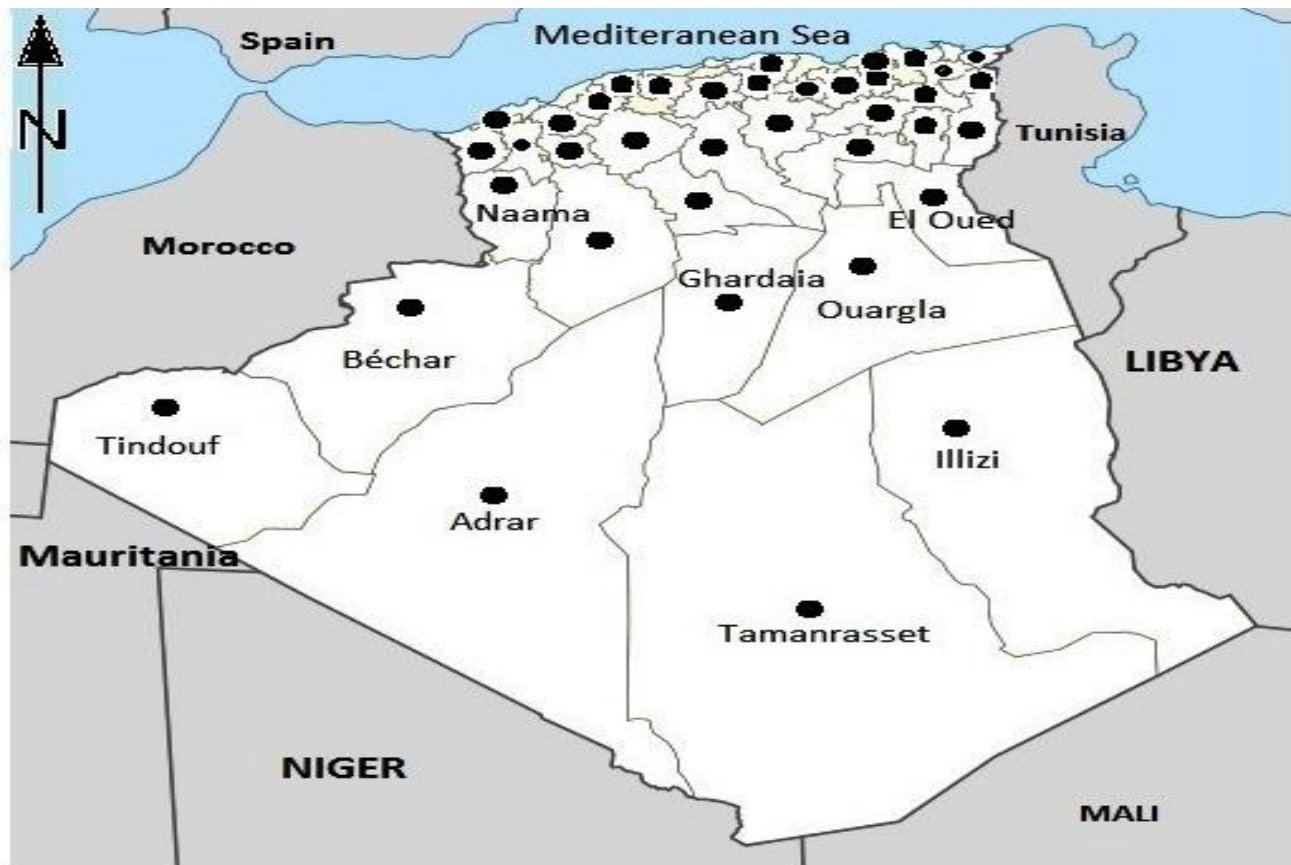 Spain
Mediteranean Sea
N
Tunisia
Naama
El Oued
Morocco
Ghardaia
Ouargla
Béchar
LIBYA
Tindouf
Illizi
Adrar
Mauritania
Tamanrasset
NIGER
MALI